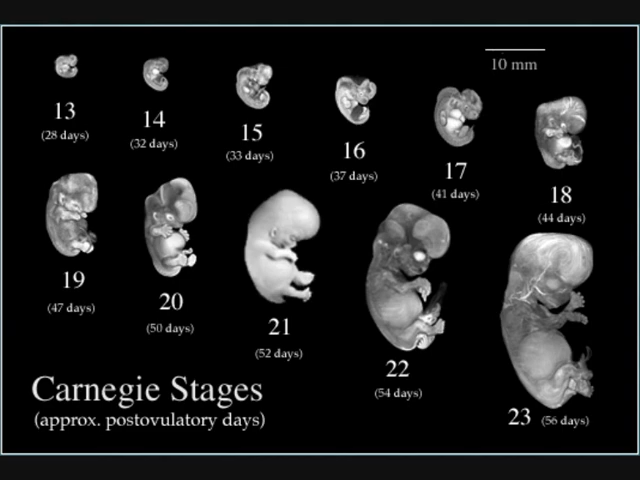 10 mm
13
(28 days)
14
(32 days)
15
(33 days)
16
(37 days)
17
(41 days)
18
(44 days)
19
(47 days)
20
(50 days)
21
(52 days)
22
(54 days)
23 (56 days)
Carnegie Stages
(approx. postovulatory days)